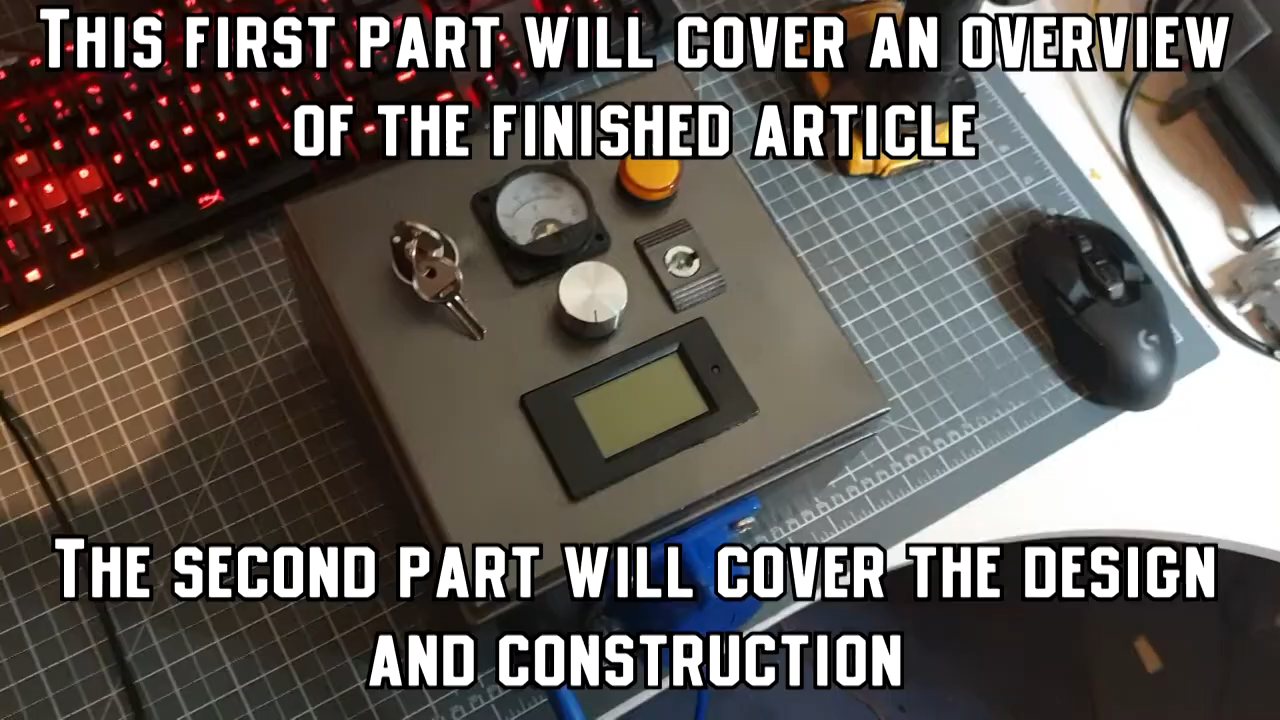 This first part will cover an overview
of the finished article
The second part will cover the design
and construction